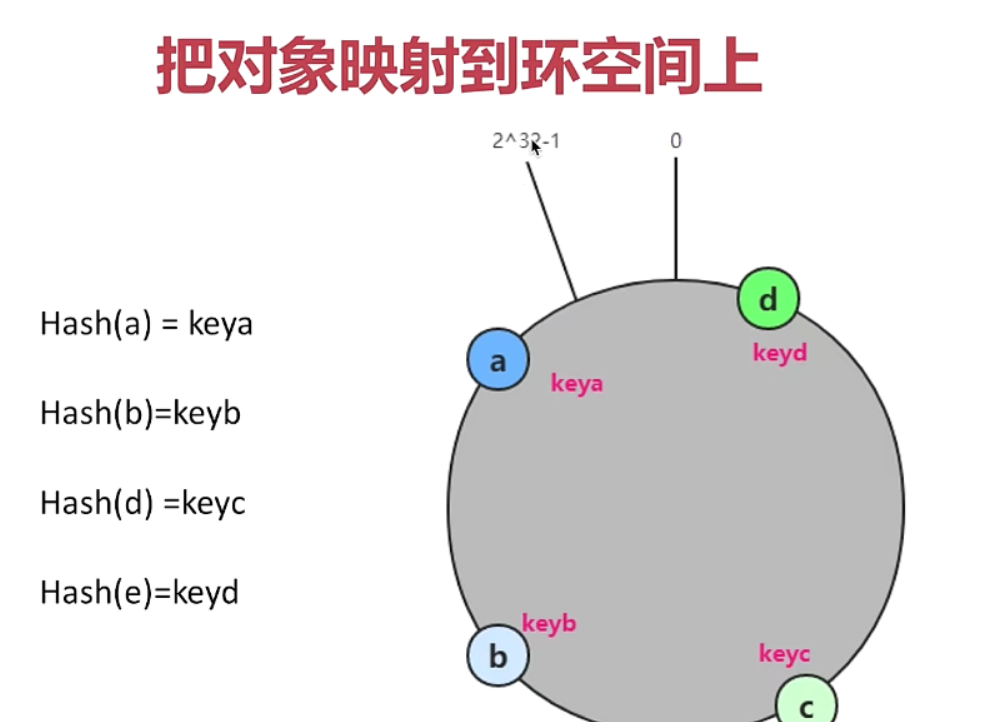 把对象映射到环空间上
2^32-1
0
d
Hash(a) = keya
keyd
a
keya
Hash(b)=keyb
Hash(d) =keyc
Hash(e)=keyd
keyb
b
keyc
c